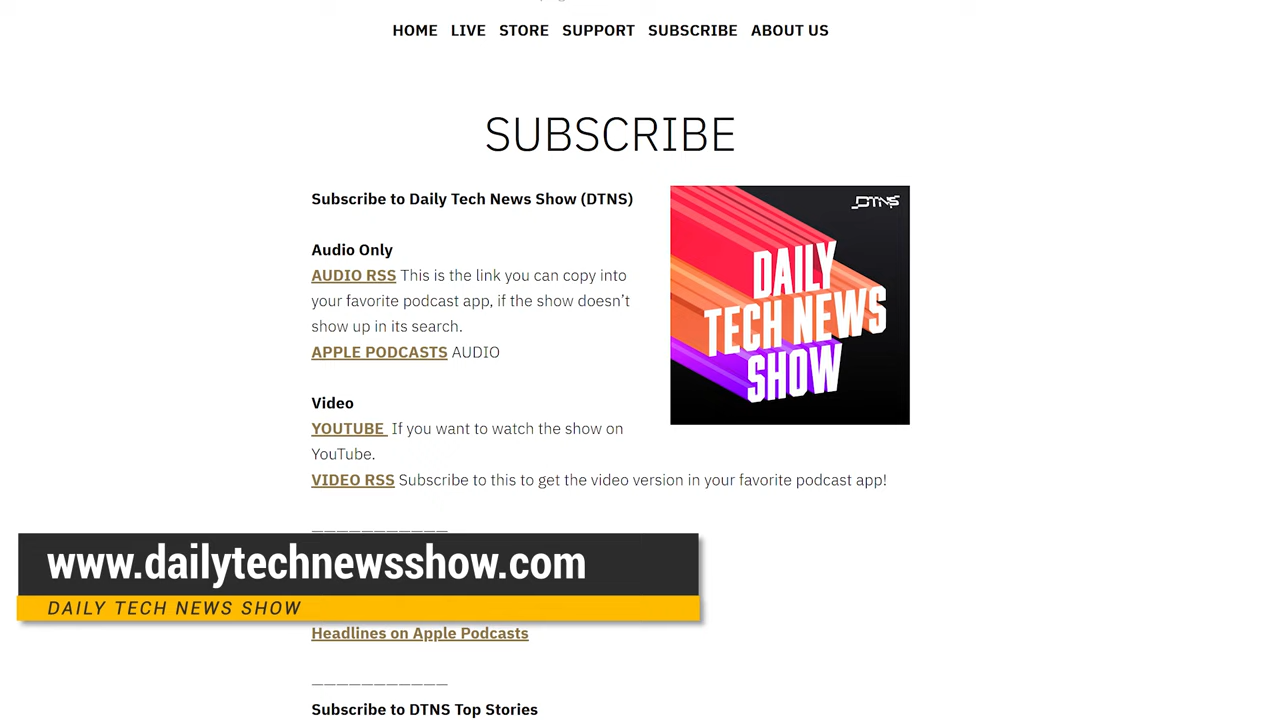 HOME LIVE STORE SUPPORT SUBSCRIBE ABOUT US
SUBSCRIBE
Subscribe to Daily Tech News Show (DTNS)
Audio Only
AUDIO RSS This is the link you can copy into
your favorite podcast app, if the show doesn’t
show up in its search.
APPLE PODCASTS AUDIO
DTNS
DAILY
TECH NEWS
SHOW
Video
YOUTUBE If you want to watch the show on
YouTube.
VIDEO RSS Subscribe to this to get the video version in your favorite podcast app!
———————————
www.dailytechnewsshow.com
DAILY TECH NEWS SHOW
Headlines on Apple Podcasts
———————————
Subscribe to DTNS Top Stories